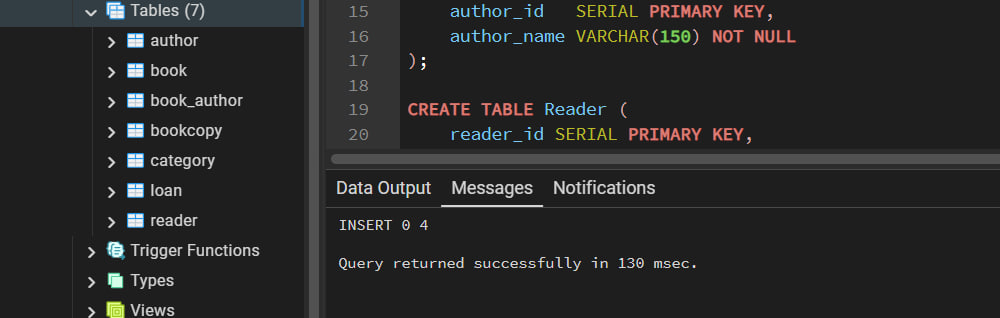 Tables (7)
author
book
book_author
bookcopy
category
loan
reader
Trigger Functions
Types
Views
15 author_id SERIAL PRIMARY KEY,
16 author_name VARCHAR(150) NOT NULL
17 );
18
19 CREATE TABLE Reader (
20 reader_id SERIAL PRIMARY KEY,
Data Output Messages Notifications
INSERT 0 4
Query returned successfully in 130 msec.